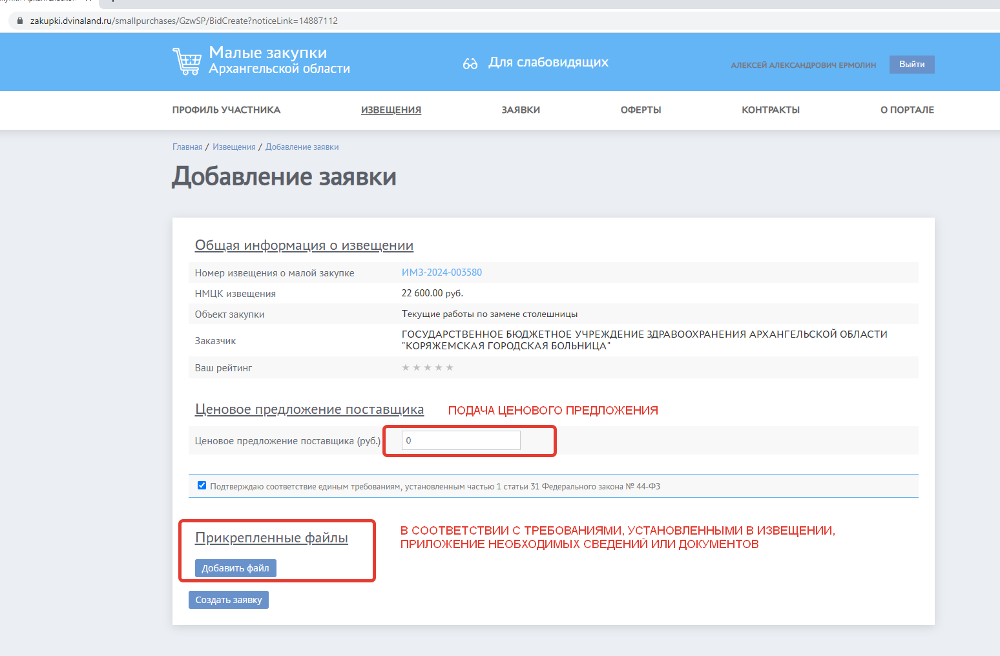 zakupki.dvinaland.ru/smallpurchases/GzwSP/BidCreate?noticeLink=14887112
Малые закупки
Архангельской области
Для слабовидящих
АЛЕКСЕЙ АЛЕКСАНДРОВИЧ ЕРМОЛИН
Выйти
ПРОФИЛЬ УЧАСТНИКА
ИЗВЕЩЕНИЯ
ЗАЯВКИ
ОФЕРТЫ
КОНТРАКТЫ
О ПОРТАЛЕ
Главная / Извещения / Добавление заявки
Добавление заявки
Общая информация о извещении
Номер извещения о малой закупке ИМЗ-2024-003580
НМЦК извещения 22 600.00 руб.
Объект закупки Текущие работы по замене столешницы
Заказчик ГОСУДАРСТВЕННОЕ БЮДЖЕТНОЕ УЧРЕЖДЕНИЕ ЗДРАВООХРАНЕНИЯ АРХАНГЕЛЬСКОЙ ОБЛАСТИ
"КОРЯЖЕМСКАЯ ГОРОДСКАЯ БОЛЬНИЦА"
Ваш рейтинг
Ценовое предложение поставщика ПОДАЧА ЦЕНОВОГО ПРЕДЛОЖЕНИЯ
Ценовое предложение поставщика (руб.) 0
Подтверждаю соответствие единым требованиям, установленным частью 1 статьи 31 Федерального закона № 44-ФЗ
Прикрепленные файлы
В СООТВЕТСТВИИ С ТРЕБОВАНИЯМИ, УСТАНОВЛЕННЫМИ В ИЗВЕЩЕНИИ,
ПРИЛОЖЕНИЕ НЕОБХОДИМЫХ СВЕДЕНИЙ ИЛИ ДОКУМЕНТОВ
Добавить файл
Создать заявку